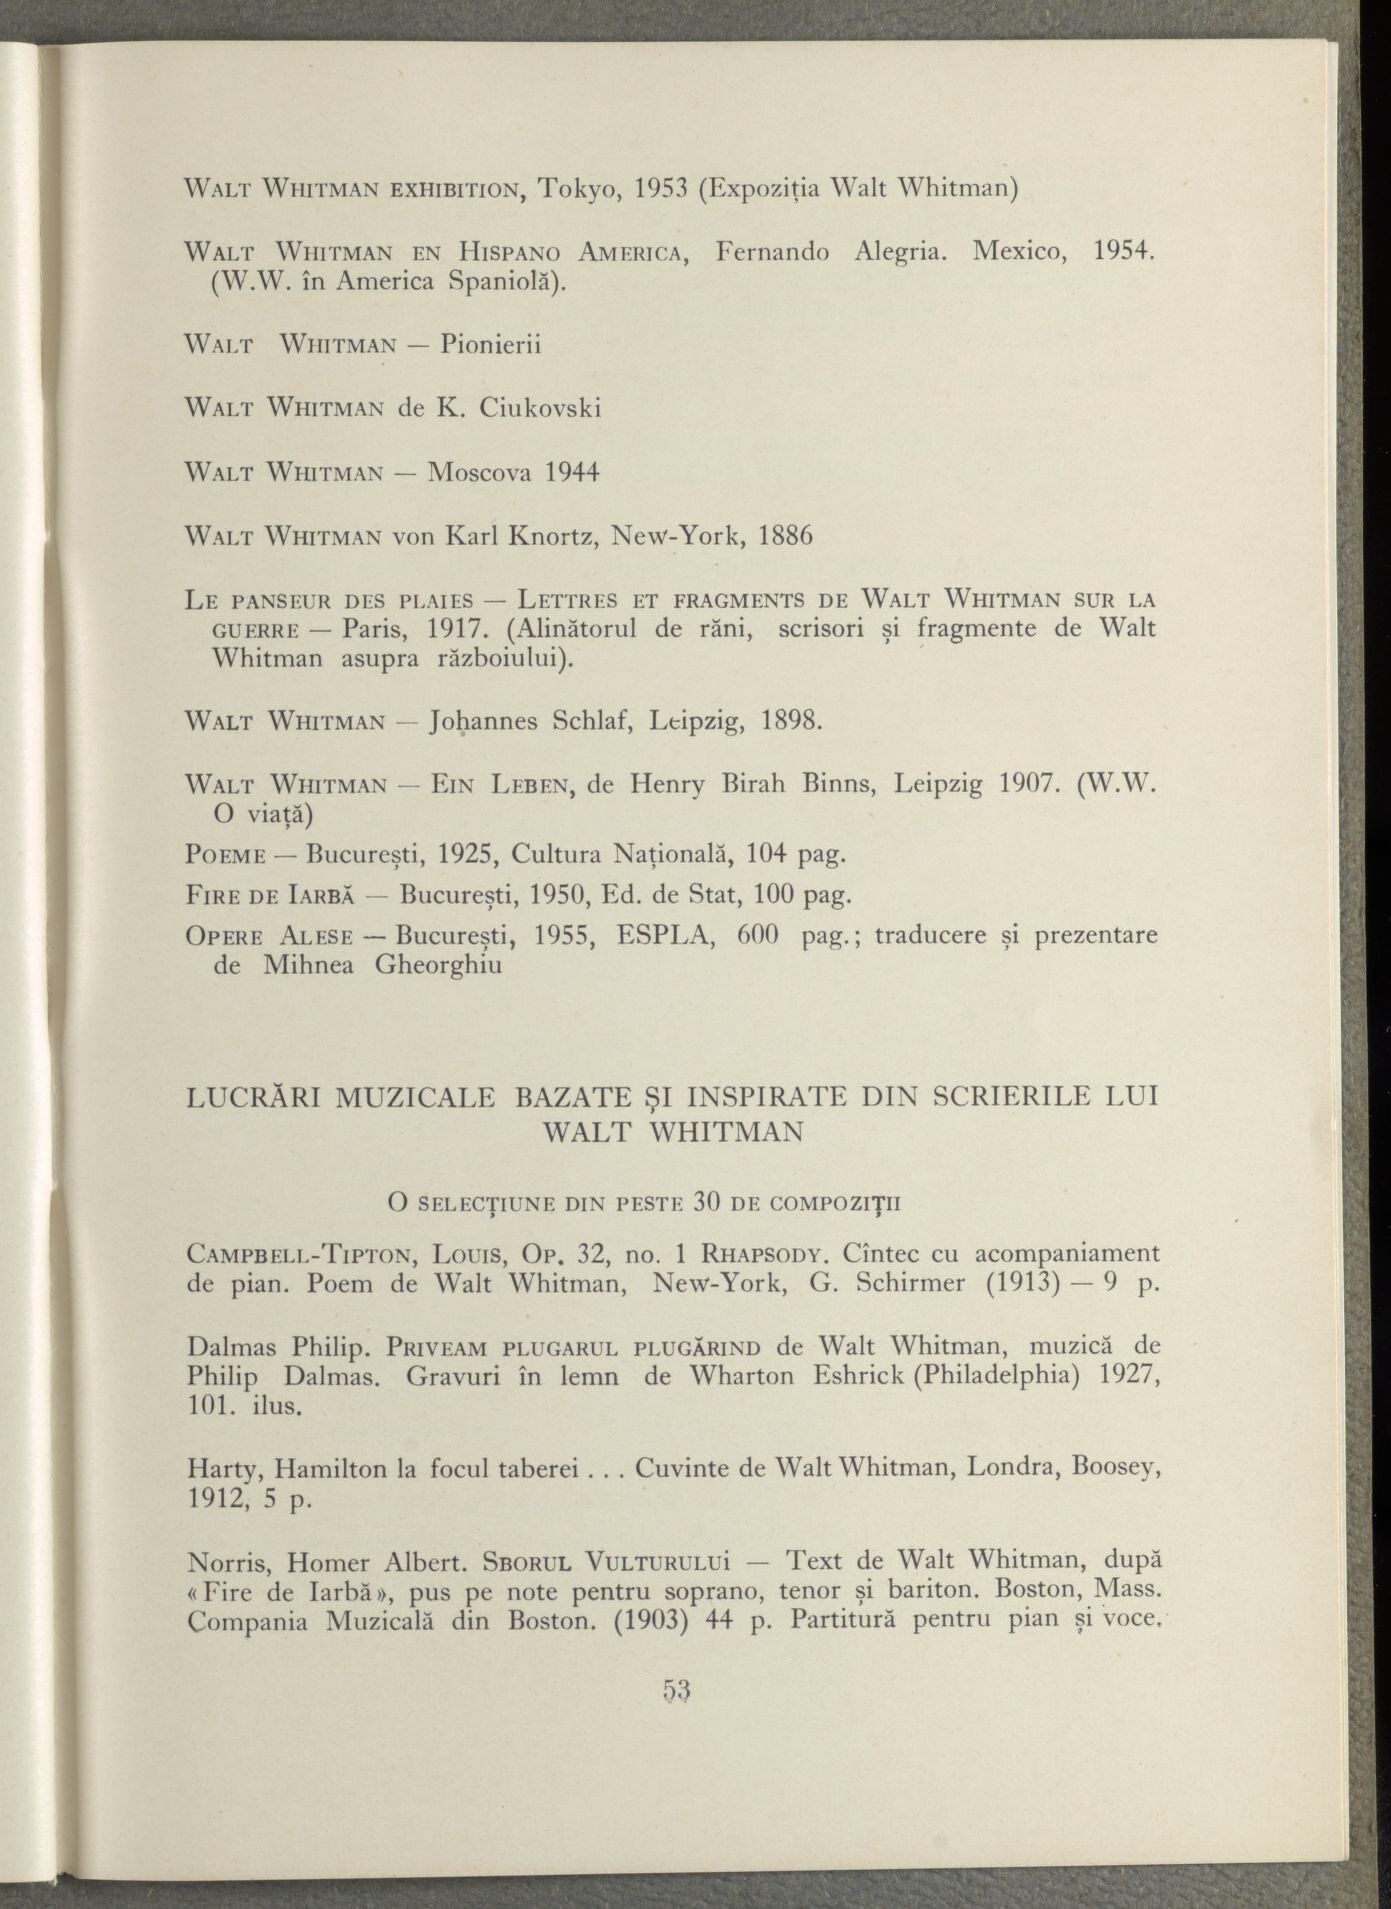 WALT WHITMAN EXHIBITION, Tokyo, 1953 (Expoziția Walt Whitman)
WALT WHITMAN EN HISPANO AMERICA, Fernando Alegria. Mexico, 1954.
(W.W. în America Spaniolă).
WALT WHITMAN — Pionierii
WALT WHITMAN de K. Ciukovski
WALT WHITMAN — Moscova 1944
WALT WHITMAN von Karl Knortz, New-York, 1886
LE PANSEUR DES PLAIES — LETTRES ET FRAGMENTS DE WALT WHITMAN SUR LA
GUERRE — Paris, 1917. (Alinătorul de răni, scrisori și fragmente de Walt
Whitman asupra războiului).
WALT WHITMAN — Johannes Schlaf, Leipzig, 1898.
WALT WHITMAN — EIN LEBEN, de Henry Birah Binns, Leipzig 1907. (W.W.
O viață)
POEME — București, 1925, Cultura Națională, 104 pag.
FIRE DE IARBĂ — București, 1950, Ed. de Stat, 100 pag.
OPERE ALESE — București, 1955, ESPLA, 600 pag.; traducere și prezentare
de Mihnea Gheorghiu
LUCRĂRI MUZICALE BAZATE ȘI INSPIRATE DIN SCRIERILE LUI
WALT WHITMAN
O SELECȚIUNE DIN PESTE 30 DE COMPOZIȚII
CAMPBELL-TIPTON, LOUIS, OP. 32, no. 1 RHAPSODY. Cîntec cu acompaniament
de pian. Poem de Walt Whitman, New-York, G. Schirmer (1913) — 9 p.
Dalmas Philip. PRIVEAM PLUGARUL PLUGĂRIND de Walt Whitman, muzică de
Philip Dalmas. Gravuri în lemn de Wharton Eshrick (Philadelphia) 1927,
101. ilus.
Harty, Hamilton la focul taberei . . . Cuvinte de Walt Whitman, Londra, Boosey,
1912, 5 p.
Norris, Homer Albert. SBORUL VULTURULUi — Text de Walt Whitman, după
«Fire de Iarbă», pus pe note pentru soprano, tenor și bariton. Boston, Mass.
Compania Muzicală din Boston. (1903) 44 p. Partitură pentru pian și voce.
53